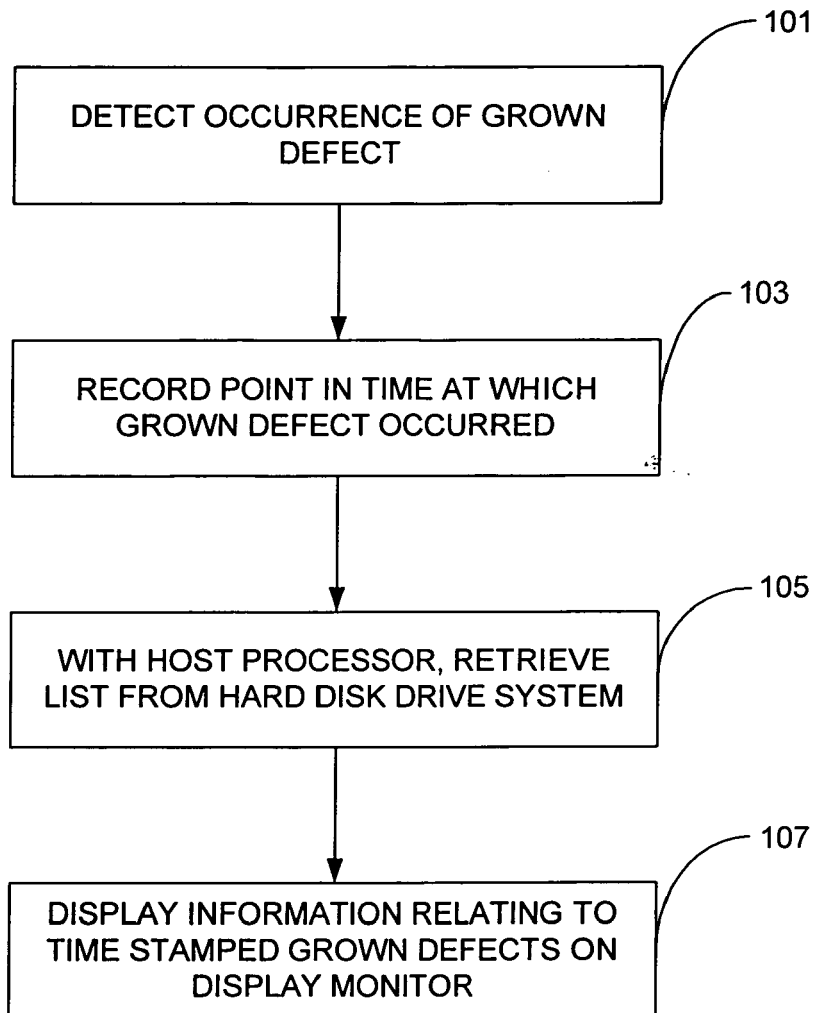 101
DETECT OCCURRENCE OF GROWN
DEFECT
103
RECORD POINT IN TIME AT WHICH
GROWN DEFECT OCCURRED
105
WITH HOST PROCESSOR, RETRIEVE
LIST FROM HARD DISK DRIVE SYSTEM
107
DISPLAY INFORMATION RELATING TO
TIME STAMPED GROWN DEFECTS ON
DISPLAY MONITOR